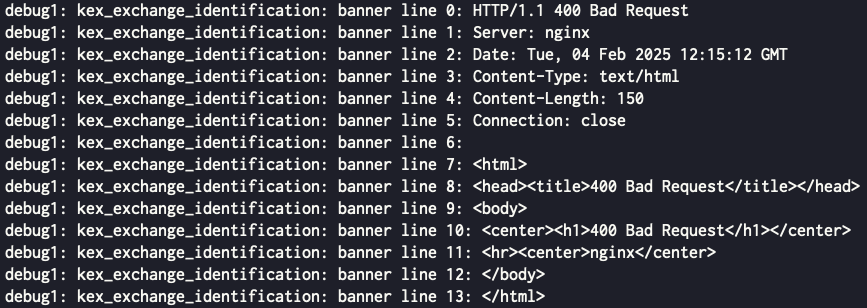 debug1: kex_exchange_identification: banner line 0: HTTP/1.1 400 Bad Request
debug1: kex_exchange_identification: banner line 1: Server: nginx
debug1: kex_exchange_identification: banner line 2: Date: Tue, 04 Feb 2025 12:15:12 GMT
debug1: kex_exchange_identification: banner line 3: Content-Type: text/html
debug1: kex_exchange_identification: banner line 4: Content-Length: 150
debug1: kex_exchange_identification: banner line 5: Connection: close
debug1: kex_exchange_identification: banner line 6:
debug1: kex_exchange_identification: banner line 7: <html>
debug1: kex_exchange_identification: banner line 8: <head><title>400 Bad Request</title></head>
debug1: kex_exchange_identification: banner line 9: <body>
debug1: kex_exchange_identification: banner line 10: <center><h1>400 Bad Request</h1></center>
debug1: kex_exchange_identification: banner line 11: <hr><center>nginx</center>
debug1: kex_exchange_identification: banner line 12: </body>
debug1: kex_exchange_identification: banner line 13: </html>